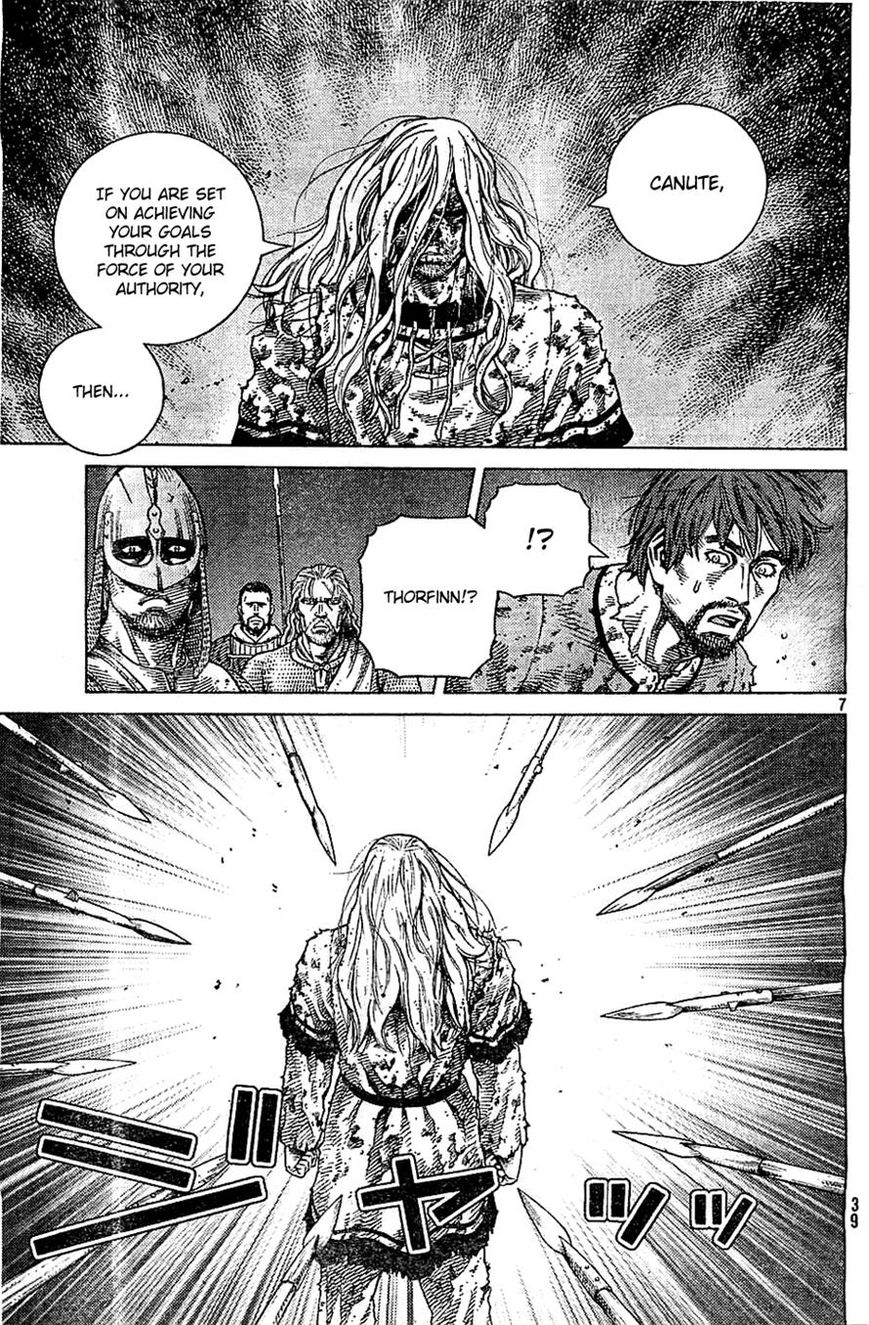 CANUTE,
IF YOU ARE SET
ON ACHIEVING
YOUR GOALS
THROUGH THE
FORCE OF YOUR
AUTHORITY,
THEN...
!?
THORFINN!?
7
ジャッッ
39